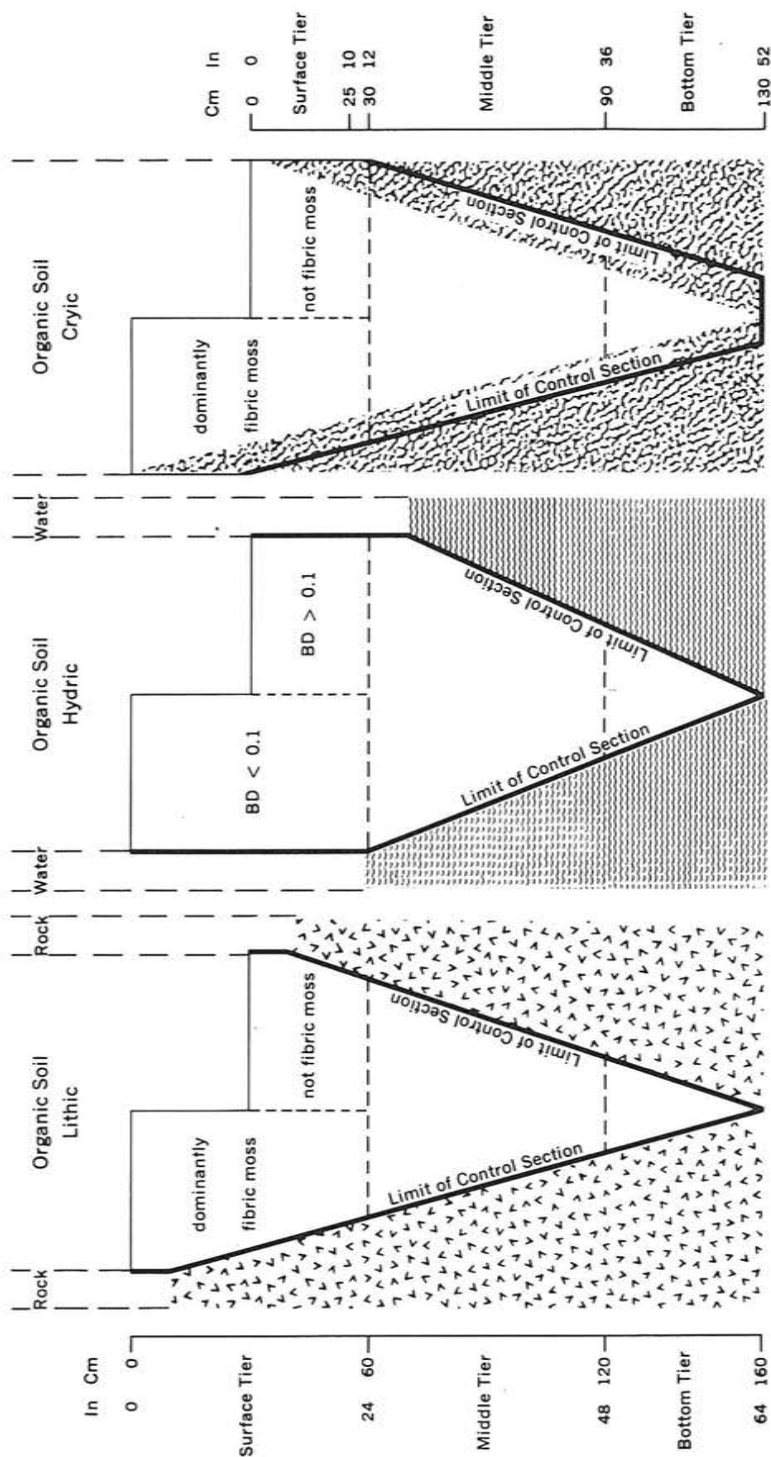 In Cm
0 0
Surface Tier
24 60
Middle Tier
48 120
Bottom Tier
64 160
Organic Soil
Lithic
Rock
Rock
dominantly
fibric moss
not fibric moss
Limit of Control Section
Limit of Control Section
Organic Soil
Hydric
Water
Water
BD < 0.1
BD > 0.1
Limit of Control Section
Limit of Control Section
Organic Soil
Cryic
dominantly
fibric moss
not fibric moss
Limit of Control Section
Limit of Control Section
Cm In
0 0
Surface Tier
25 10
30 12
Middle Tier
90 36
Bottom Tier
130 52